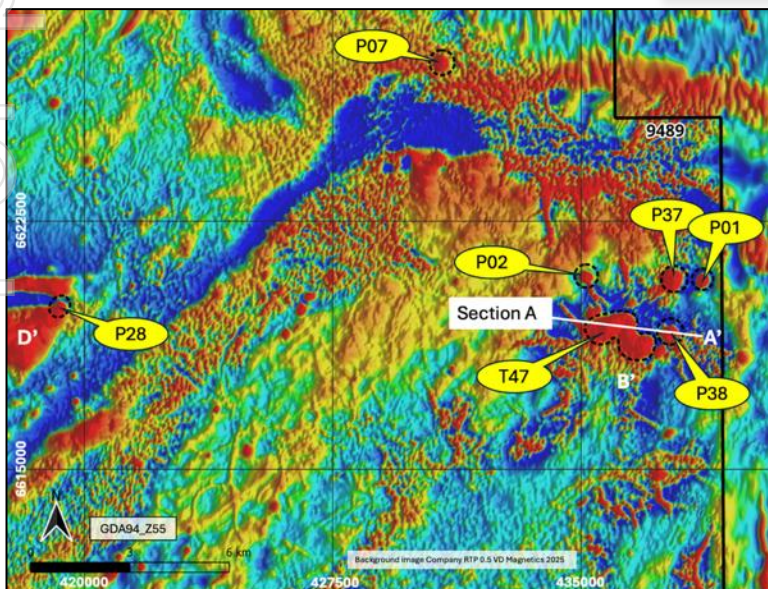 P07
9489
6622500
P37
P01
P02
Section A
A'
P28
D'
T47
B'
P38
6615000
N
GDA94_Z55
0
3
6 km
Background Image Company RTP 0.5 VD Magnetics 2025
420000
427500
435000